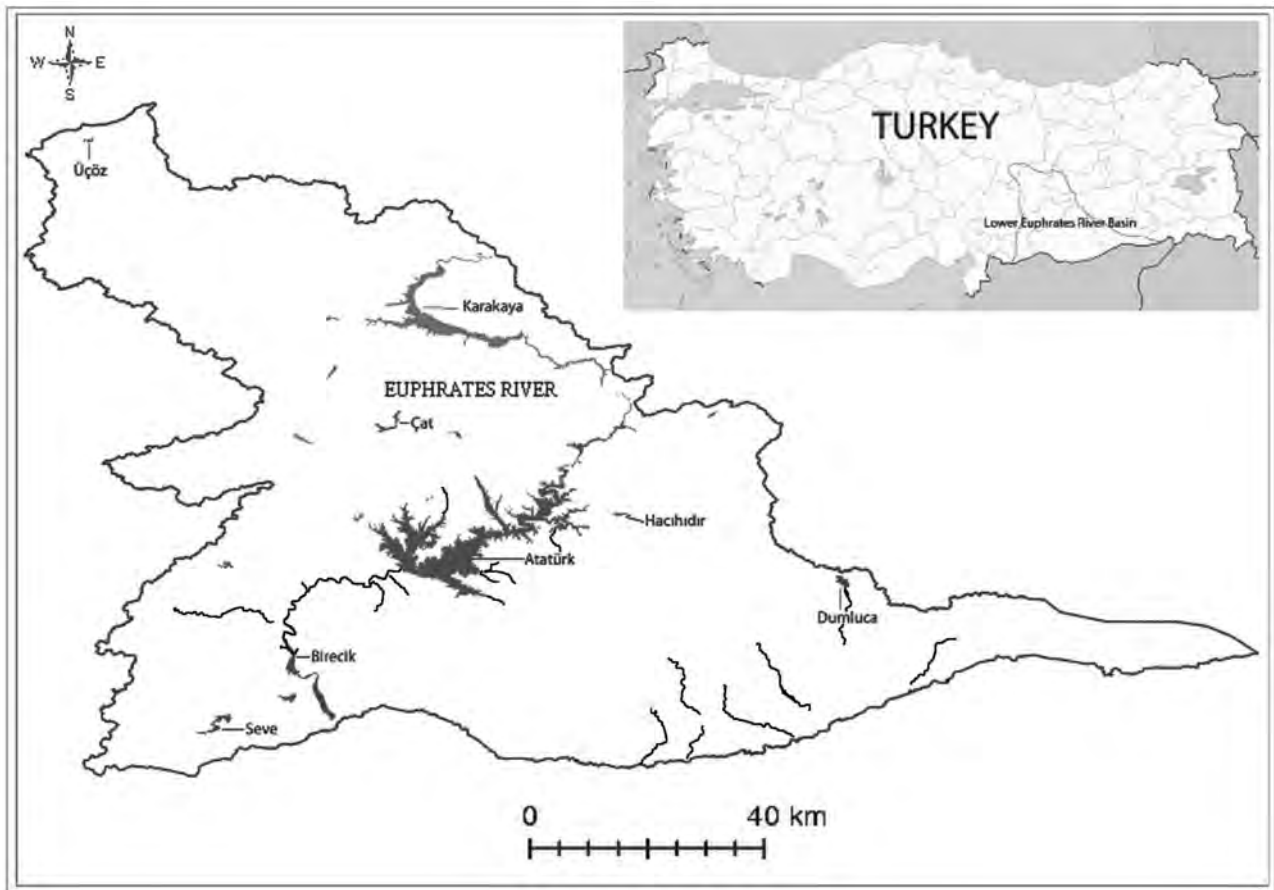 N
W E
S
TURKEY
Lower Euphrates River Basin
Üçöz
Karakaya
EUPHRATES RIVER
Çat
Hacıhıdır
Atatürk
Dumluca
Birecik
Seve
0 40 km